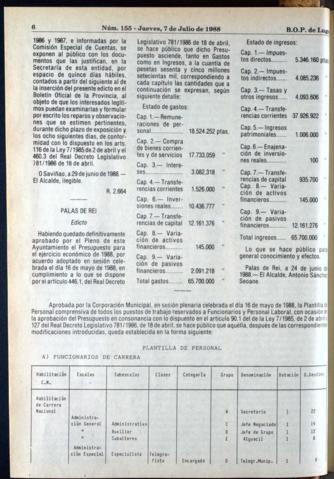 6
Núm. 155 - Jueves, 7 de Julio de 1988
B.O.P. de Lugo
1986 y 1987, e informadas por la
Comisión Especial de Cuentas, se
exponen al público con los docu-
mentos que las justifican, en la
Secretaría de esta entidad, por
espacio de quince días hábiles,
contados a partir del siguiente al de
la inserción del presente edicto en el
Boletín Oficial de la Provincia, al
objeto de que los interesados legíti-
mos puedan examinarlas y formular
por escrito los reparos y observacio-
nes que se estimen pertinentes,
durante dicho plazo de exposición y
los ocho siguientes días, de confor-
midad con lo dispuesto en los arts.
116 de la Ley 7/1985 de 2 de abril y el
460.3 del Real Decreto Legislativo
781/1986 de 18 de abril.
O Saviñao, a 29 de junio de 1988.—
El Alcalde, ilegible.
R. 2.664
PALAS DE REI
Edicto
Habiendo quedado definitivamente
aprobado por el Pleno de este
Ayuntamiento el Presupuesto para
el ejercicio económico de 1988, por
acuerdo adoptado en sesión cele-
brada el día 16 de mayo de 1988, en
cumplimiento a lo que se dispone
por el artículo 446.1, del Real Decreto
Legislativo 781/1986 de 18 de abril,
se hace público que dicho Presu-
puesto asciende, tanto en Gastos
como en Ingresos, a la cuantía de
pesetas sesenta y cinco millones
setecientas mil, correspondiendo a
cada capítulo las cantidades que a
continuación se expresan, según
el siguiente detalle:
Estado de gastos:
Cap. 1.— Remune-
raciones de per-
sonal 18.524.252 ptas.
Cap. 2.— Compra
de bienes corrien-
tes y de servicios 17.733.059 "
Cap. 3.— Intere-
ses 3.082.318 "
Cap. 4.— Transfe-
rencias corrientes 1.526.000 "
Cap. 6.— Inver-
siones reales 10.436.777 "
Cap. 7.— Transfe-
rencias de capital 12.161.376 "
Cap. 8.— Varia-
ción de activos
financieros 145.000 "
Cap. 9.— Varia-
ción de pasivos
financieros 2.091.218 "
Total gastos 65.700.000 "
Estado de ingresos:
Cap. 1.— Impues-
tos directos 5.346.160
Cap. 2.— Impues-
tos indirectos 4.085.236
Cap. 3.— Tasas y
otros ingresos 4.093.606
Cap. 4.— Transfe-
rencias corrientes 37.926.922
Cap. 5.— Ingresos
patrimoniales 1.006.000
Cap. 6.— Enajena-
ción de inversio-
nes reales 100
Cap. 7.— Transfe-
rencias de capital 935.700
Cap. 8.— Varia-
ción de activos
financieros 145.000
Cap. 9.— Varia-
ción de pasivos
financieros 12.161.276
Total ingresos 65.700.000
Lo que se hace público para
general conocimiento y efectos.
Palas de Rei, a 24 de junio de
1988.— El Alcalde, Antonio Sánchez
Seoane.
Aprobada por la Corporación Municipal, en sesión plenaria celebrada el día 16 de mayo de 1988, la Plantilla de
Personal comprensiva de todos los puestos de trabajo reservados a Funcionarios y Personal Laboral, con ocasión de
la aprobación del Presupuesto en consonancia con lo dispuesto en el artículo 90.1 del de la Ley 7/1985, de 2 de abril y
127 del Real Decreto Legislativo 781/1986, de 18 de abril, se hace público que aquélla, después de las correspondientes
modificaciones introducidas, queda establecida en la forma siguiente:
PLANTILLA DE PERSONAL
A) FUNCIONARIOS DE CARRERA
Habilitación C.N. Escalas Subescalas Clases Categoría Grupo Denominación Dotación
Habilitación
de Carrera
Nacional A Secretario 1 22
Administra-
ción General Administrativa C Jefe Negociado 1 14
" Auxiliar D Jefe de Grupo 1 12
" Subalterna E Alguacil 1 8
Administra-
ción Especial Especialista Telegra-
fista Encargado D Telegr.Munip. 1